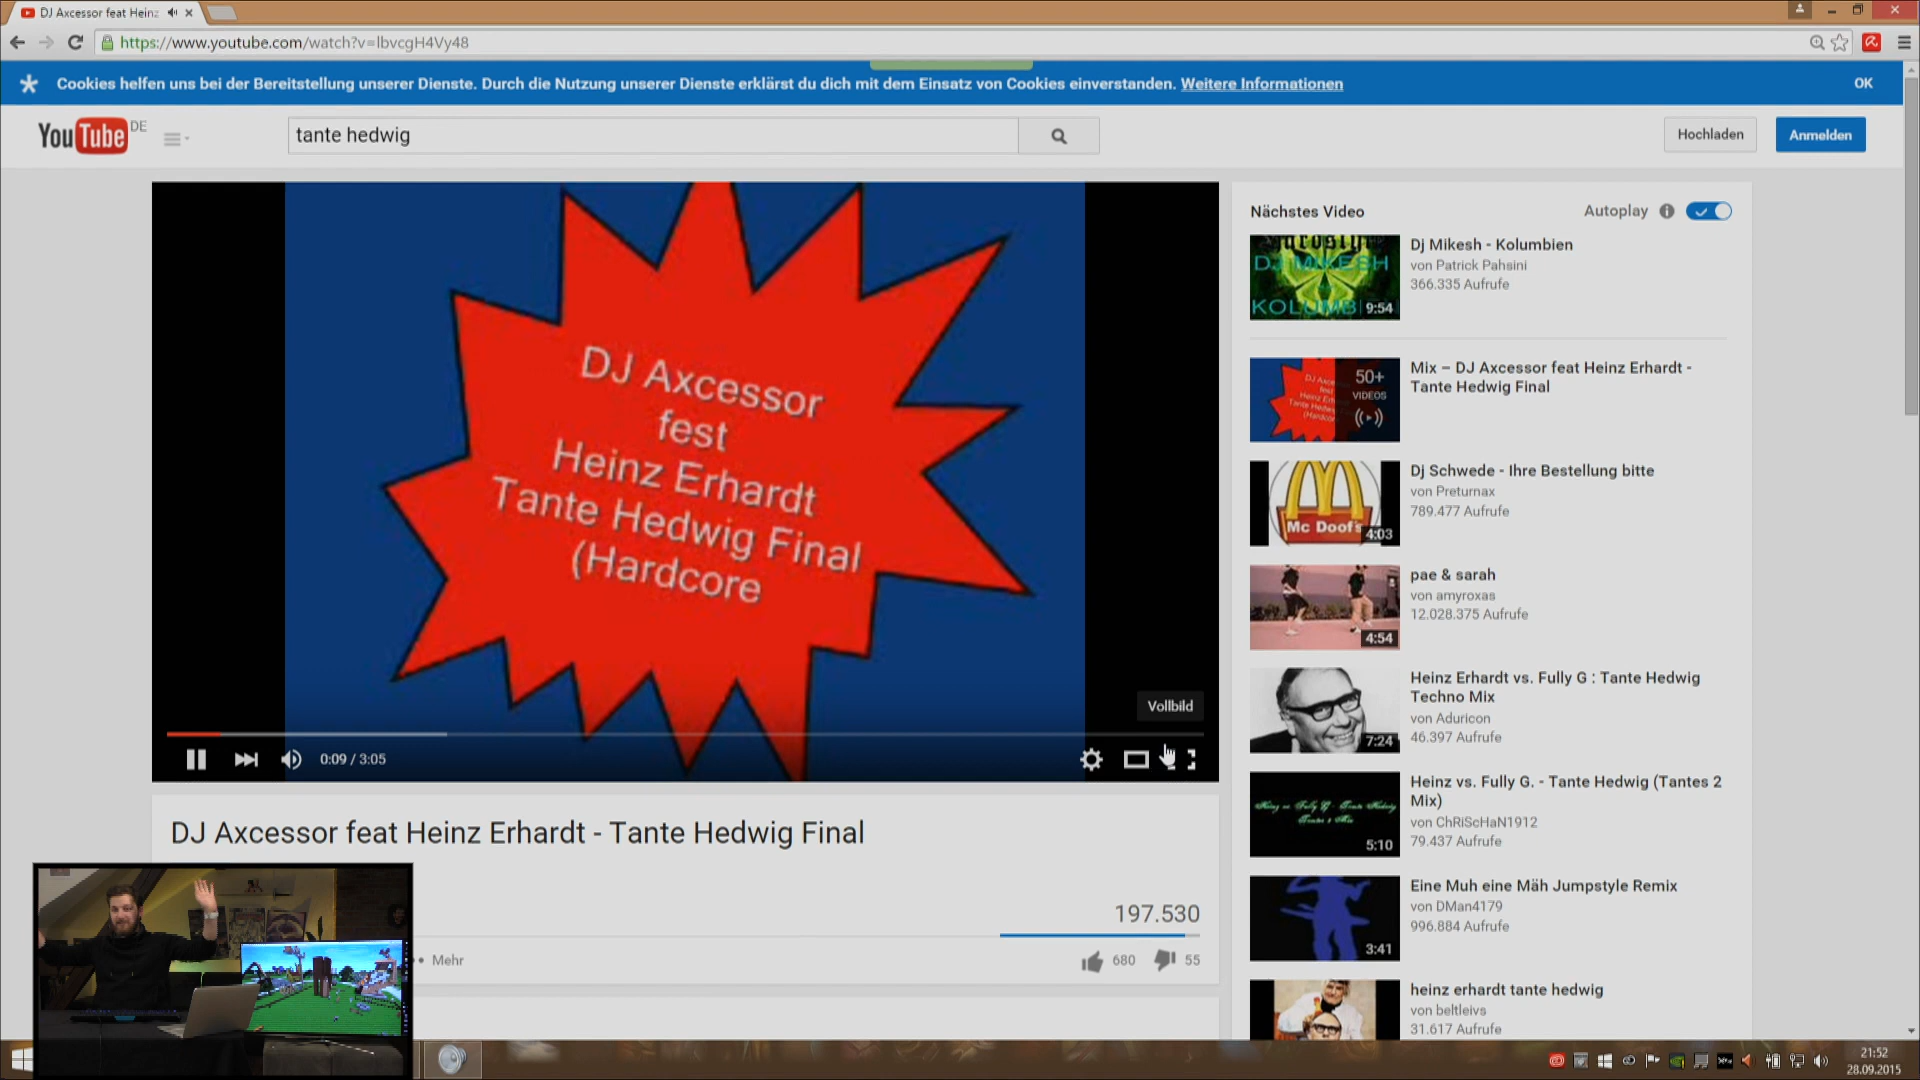 DJ Axcessor feat Heinz
https://www.youtube.com/watch?v=lbvcgH4Vy48
Cookies helfen uns bei der Bereitstellung unserer Dienste. Durch die Nutzung unserer Dienste erklärst du dich mit dem Einsatz von Cookies einverstanden. Weitere Informationen
OK
YouTube DE
tante hedwig
Hochladen
Anmelden
DJ Axcessor
fest
Heinz Erhardt
Tante Hedwig Final
(Hardcore
Vollbild
0:09 / 3:05
DJ Axcessor feat Heinz Erhardt - Tante Hedwig Final
197.530
• Mehr
680
55
Nächstes Video
Autoplay
DJ MIKESH
9:54
Dj Mikesh - Kolumbien
von Patrick Pahsini
366.335 Aufrufe
50+
VIDEOS
Mix – DJ Axcessor feat Heinz Erhardt -
Tante Hedwig Final
Mc Doof's
4:03
Dj Schwede - Ihre Bestellung bitte
von Preturnax
789.477 Aufrufe
4:54
pae & sarah
von amyroxas
12.028.375 Aufrufe
7:24
Heinz Erhardt vs. Fully G : Tante Hedwig
Techno Mix
von Aduricon
46.397 Aufrufe
5:10
Heinz vs. Fully G. - Tante Hedwig (Tantes 2
Mix)
von ChRiScHaN1912
79.437 Aufrufe
3:41
Eine Muh eine Mäh Jumpstyle Remix
von DMan4179
996.884 Aufrufe
heinz erhardt tante hedwig
von beltleivs
31.617 Aufrufe
21:52
28.09.2015